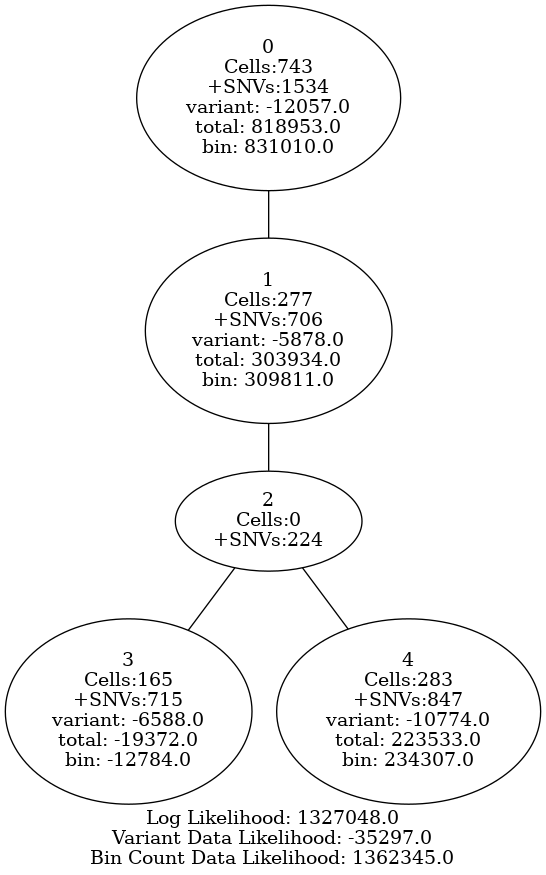 0
Cells:743
+SNVs:1534
variant: -12057.0
total: 818953.0
bin: 831010.0
1
Cells:277
+SNVs:706
variant: -5878.0
total: 303934.0
bin: 309811.0
2
Cells:0
+SNVs:224
3
Cells:165
+SNVs:715
variant: -6588.0
total: -19372.0
bin: -12784.0
4
Cells:283
+SNVs:847
variant: -10774.0
total: 223533.0
bin: 234307.0
Log Likelihood: 1327048.0
Variant Data Likelihood: -35297.0
Bin Count Data Likelihood: 1362345.0